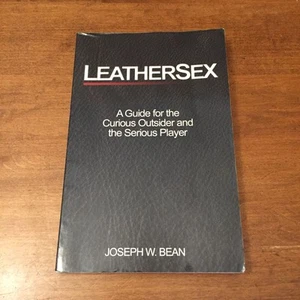 LEATHERSEX
A Guide for the
Curious Outsider and
the Serious Player
JOSEPH W. BEAN